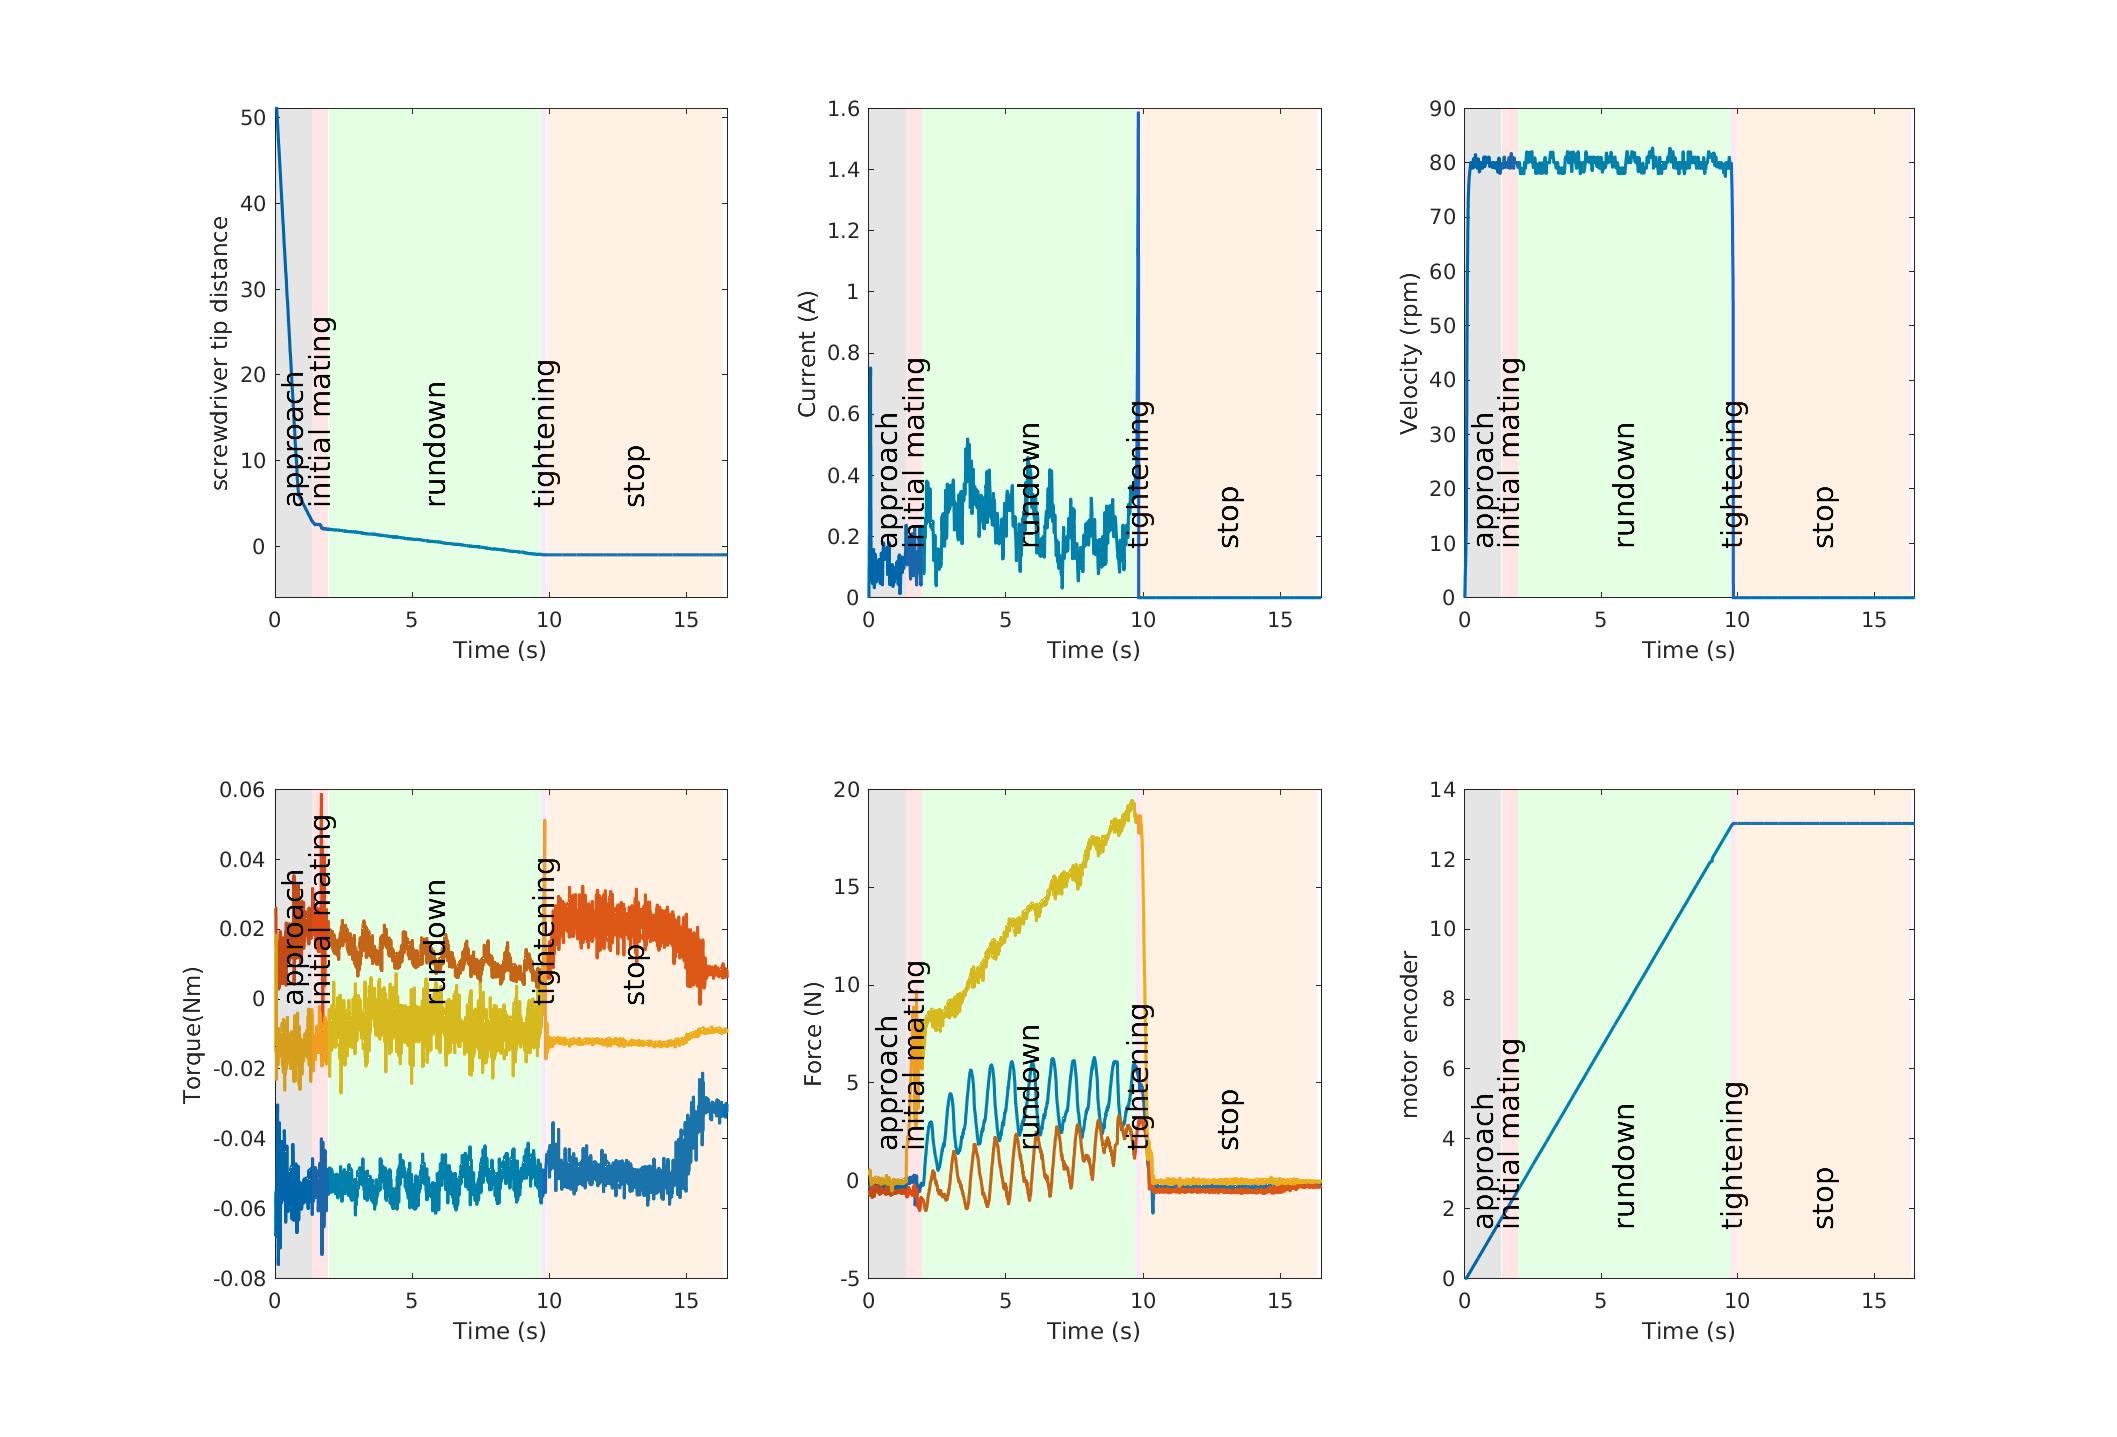 50
40
30
20
10
0
screwdriver tip distance
approach
initial mating
rundown
tightening
stop
0 5 10 15
Time (s)
1.6
1.4
1.2
1
0.8
0.6
0.4
0.2
0
Current (A)
approach
initial mating
rundown
tightening
stop
0 5 10 15
Time (s)
90
80
70
60
50
40
30
20
10
0
Velocity (rpm)
approach
initial mating
rundown
tightening
stop
0 5 10 15
Time (s)
0.06
0.04
0.02
0
-0.02
-0.04
-0.06
-0.08
Torque(Nm)
approach
initial mating
rundown
tightening
stop
0 5 10 15
Time (s)
20
15
10
5
0
-5
Force (N)
approach
initial mating
rundown
tightening
stop
0 5 10 15
Time (s)
14
12
10
8
6
4
2
0
motor encoder
approach
initial mating
rundown
tightening
stop
0 5 10 15
Time (s)